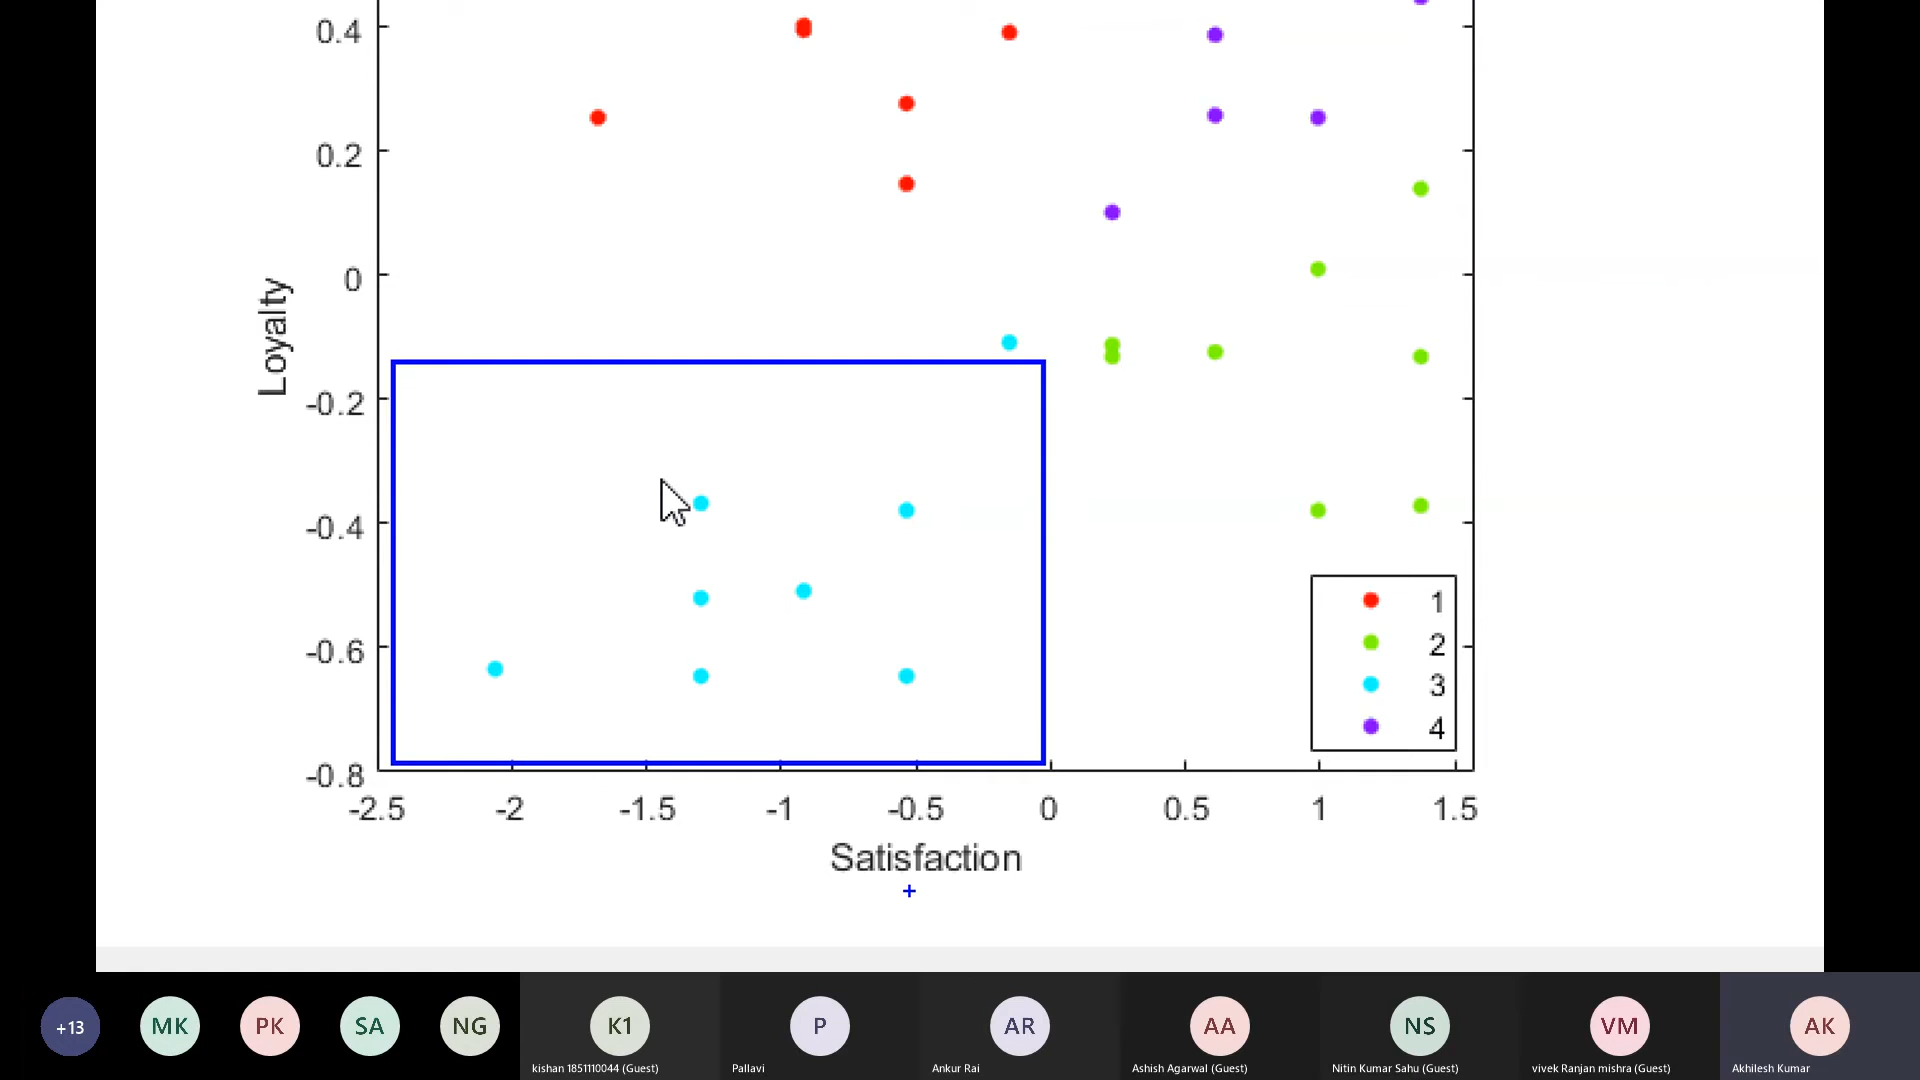 0.4
0.2
0
-0.2
-0.4
-0.6
-0.8
Loyalty
-2.5 -2 -1.5 -1 -0.5 0 0.5 1 1.5
Satisfaction
1
2
3
4
+13 MK PK SA NG K1 P AR AA NS VM AK
kishan 1851110044 (Guest) Pallavi Ankur Rai Ashish Agarwal (Guest) Nitin Kumar Sahu (Guest) vivek Ranjan mishra (Guest) Akhilesh Kumar